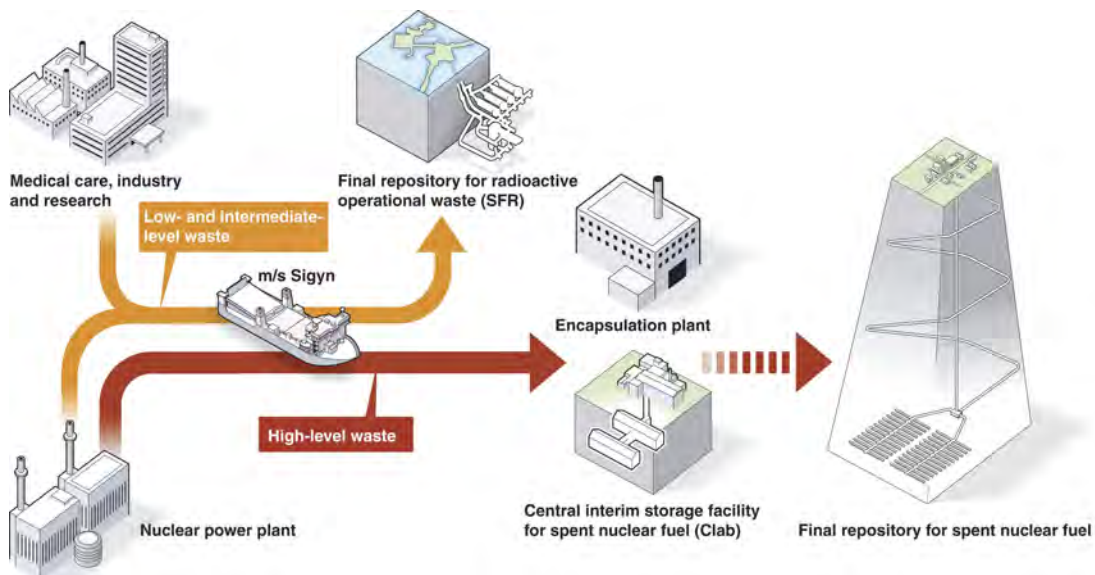 Medical care, industry
and research
Final repository for radioactive
operational waste (SFR)
Low- and intermediate-
level waste
m/s Sigyn
Encapsulation plant
High-level waste
Nuclear power plant
Central interim storage facility
for spent nuclear fuel (Clab)
Final repository for spent nuclear fuel